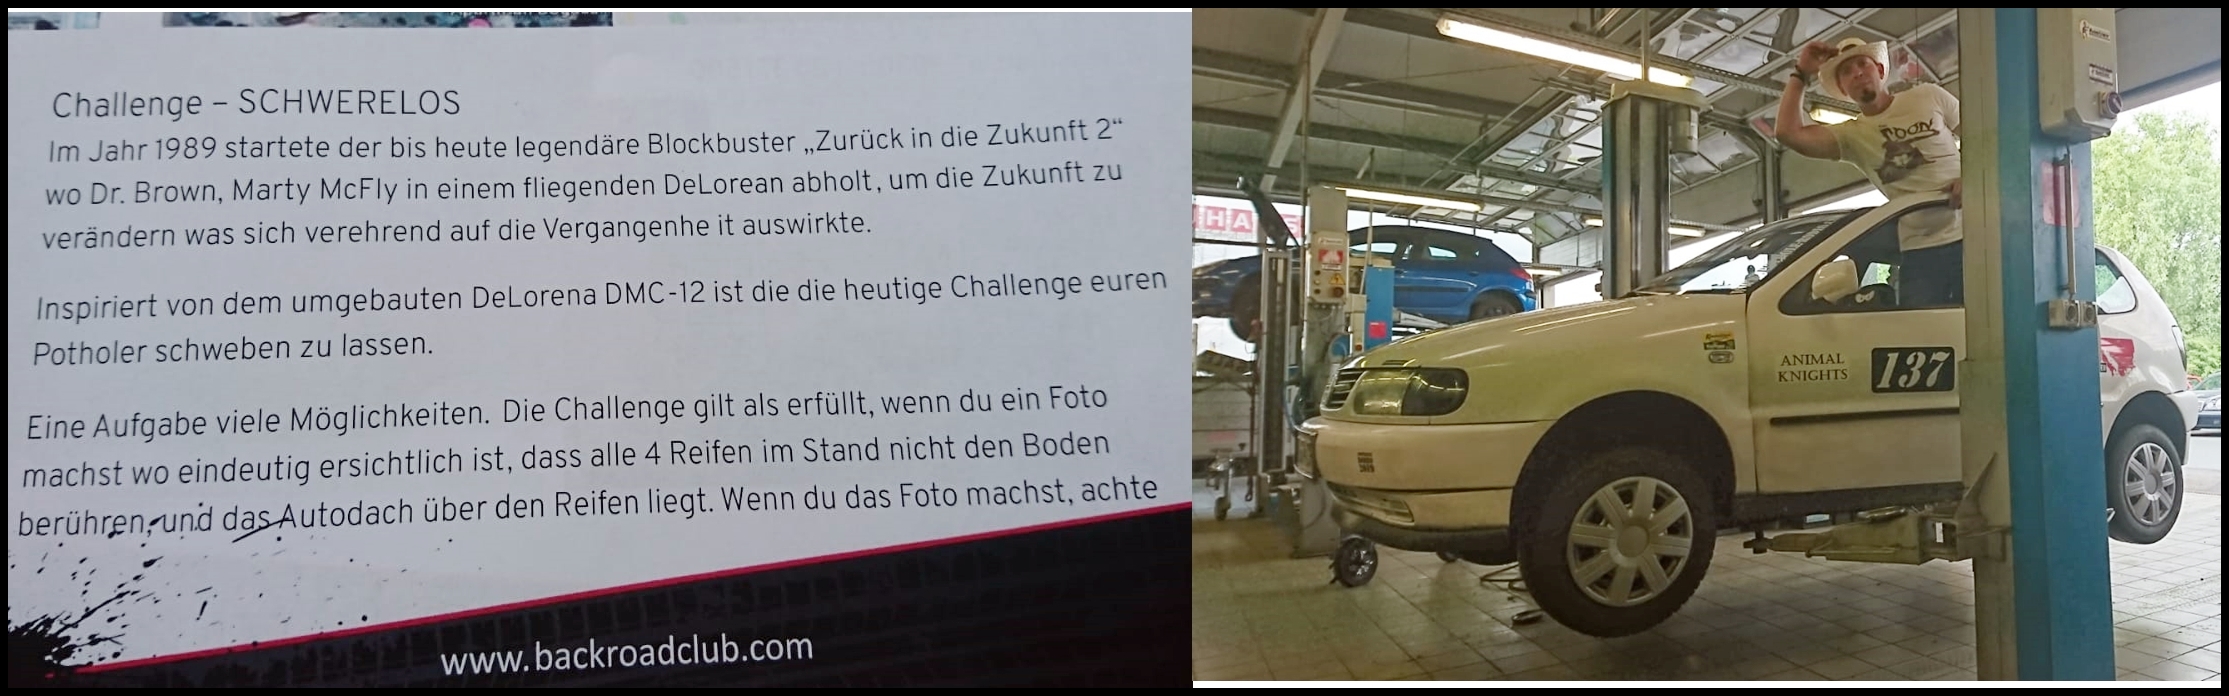 Challenge – SCHWERELOS
Im Jahr 1989 startete der bis heute legendäre Blockbuster „Zurück in die Zukunft 2“
wo Dr. Brown, Marty McFly in einem fliegenden DeLorean abholt, um die Zukunft zu
verändern was sich verehrend auf die Vergangenhe it auswirkte.
Inspiriert von dem umgebauten DeLorena DMC-12 ist die die heutige Challenge euren
Potholer schweben zu lassen.
Eine Aufgabe viele Möglichkeiten. Die Challenge gilt als erfüllt, wenn du ein Foto
machst wo eindeutig ersichtlich ist, dass alle 4 Reifen im Stand nicht den Boden
berühren, und das Autodach über den Reifen liegt. Wenn du das Foto machst, achte
www.backroadclub.com
ANIMAL
KNIGHTS
137